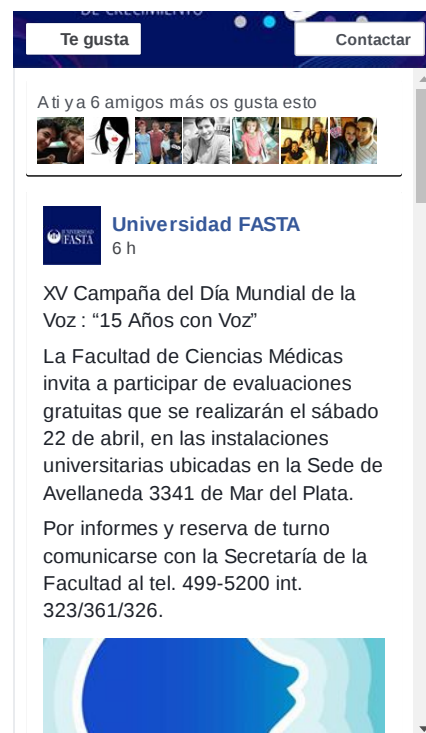 DE CRECIMIENTO
Te gusta
Contactar
A ti y a 6 amigos más os gusta esto
FASTA
Universidad FASTA
6 h
XV Campaña del Día Mundial de la
Voz : “15 Años con Voz”
La Facultad de Ciencias Médicas
invita a participar de evaluaciones
gratuitas que se realizarán el sábado
22 de abril, en las instalaciones
universitarias ubicadas en la Sede de
Avellaneda 3341 de Mar del Plata.
Por informes y reserva de turno
comunicarse con la Secretaría de la
Facultad al tel. 499-5200 int.
323/361/326.